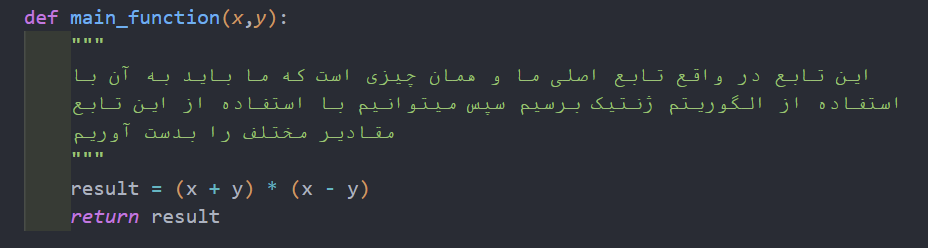 def main_function(x,y):
"""
این تابع در واقع تابع اصلی ما و همان چیزی است که ما باید به آن با
استفاده از الگوریتم ژنتیک برسیم سپس میتوانیم با استفاده از این تابع
مقادیر مختلف را بدست آوریم
"""
result = (x + y) * (x - y)
return result